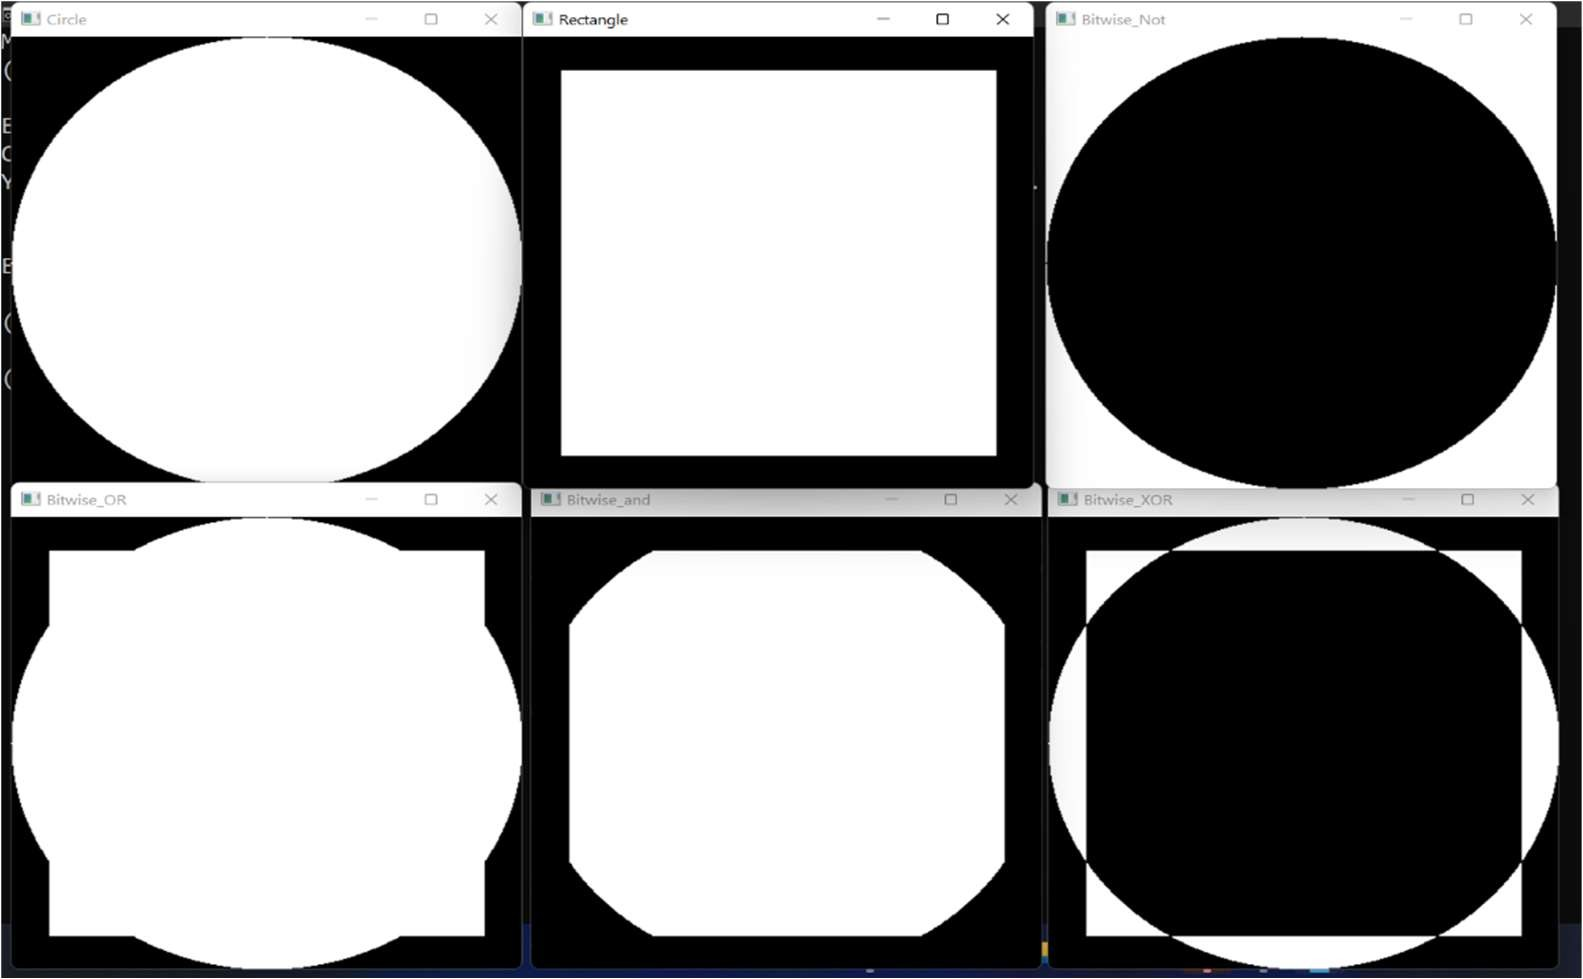 Circle
Rectangle
Bitwise_Not
Bitwise_OR
Bitwise_and
Bitwise_XOR